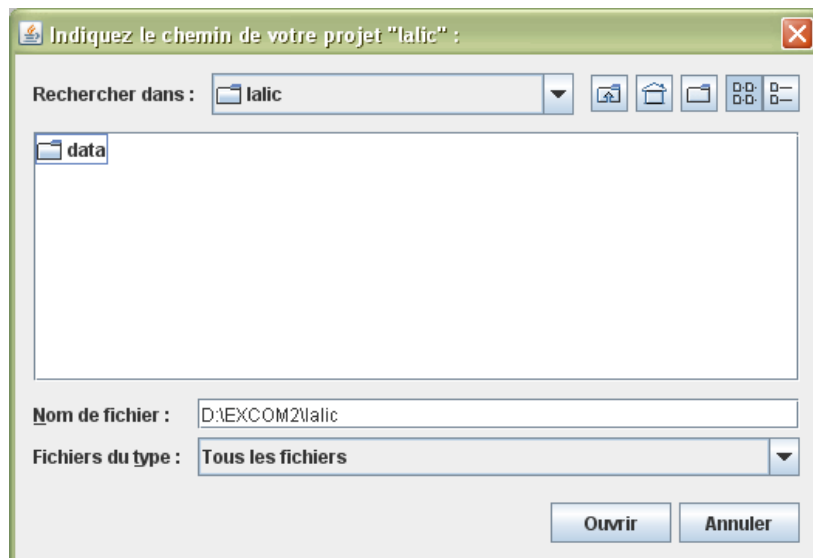 Indiquez le chemin de votre projet "lalic" :
Rechercher dans : lalic
data
Nom de fichier : D:\EXCOM2\lalic
Fichiers du type : Tous les fichiers
Ouvrir Annuler